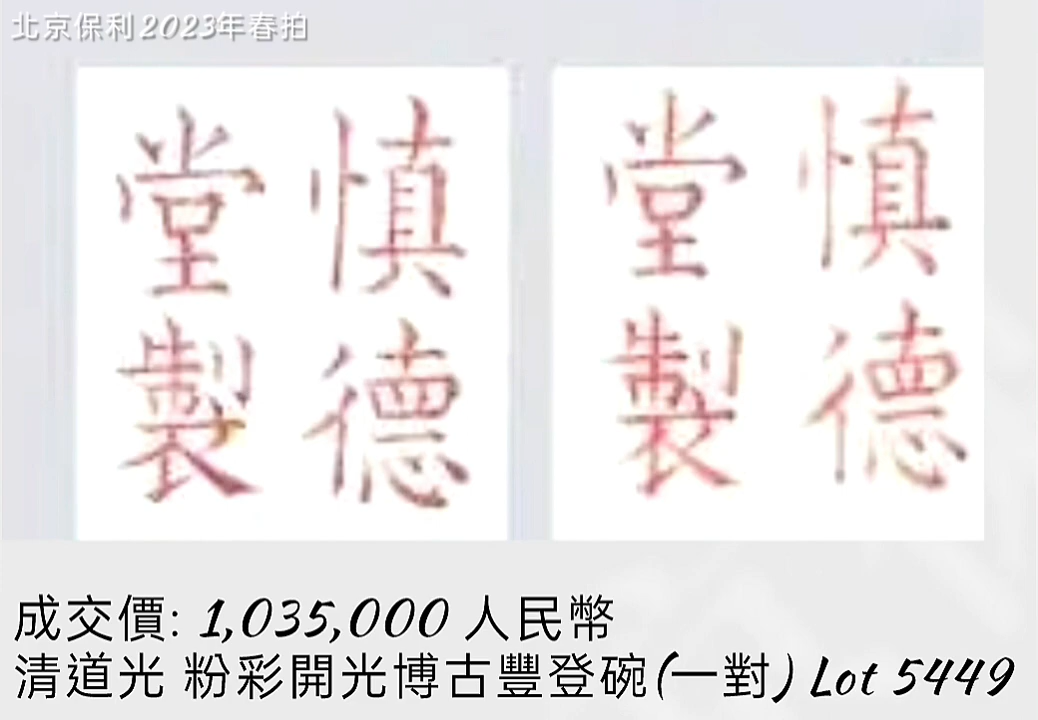 北京保利2023年春拍
慎德
堂製
慎德
堂製
成交價: 1,035,000 人民幣
清道光 粉彩開光博古豐登碗(一對) Lot 5449